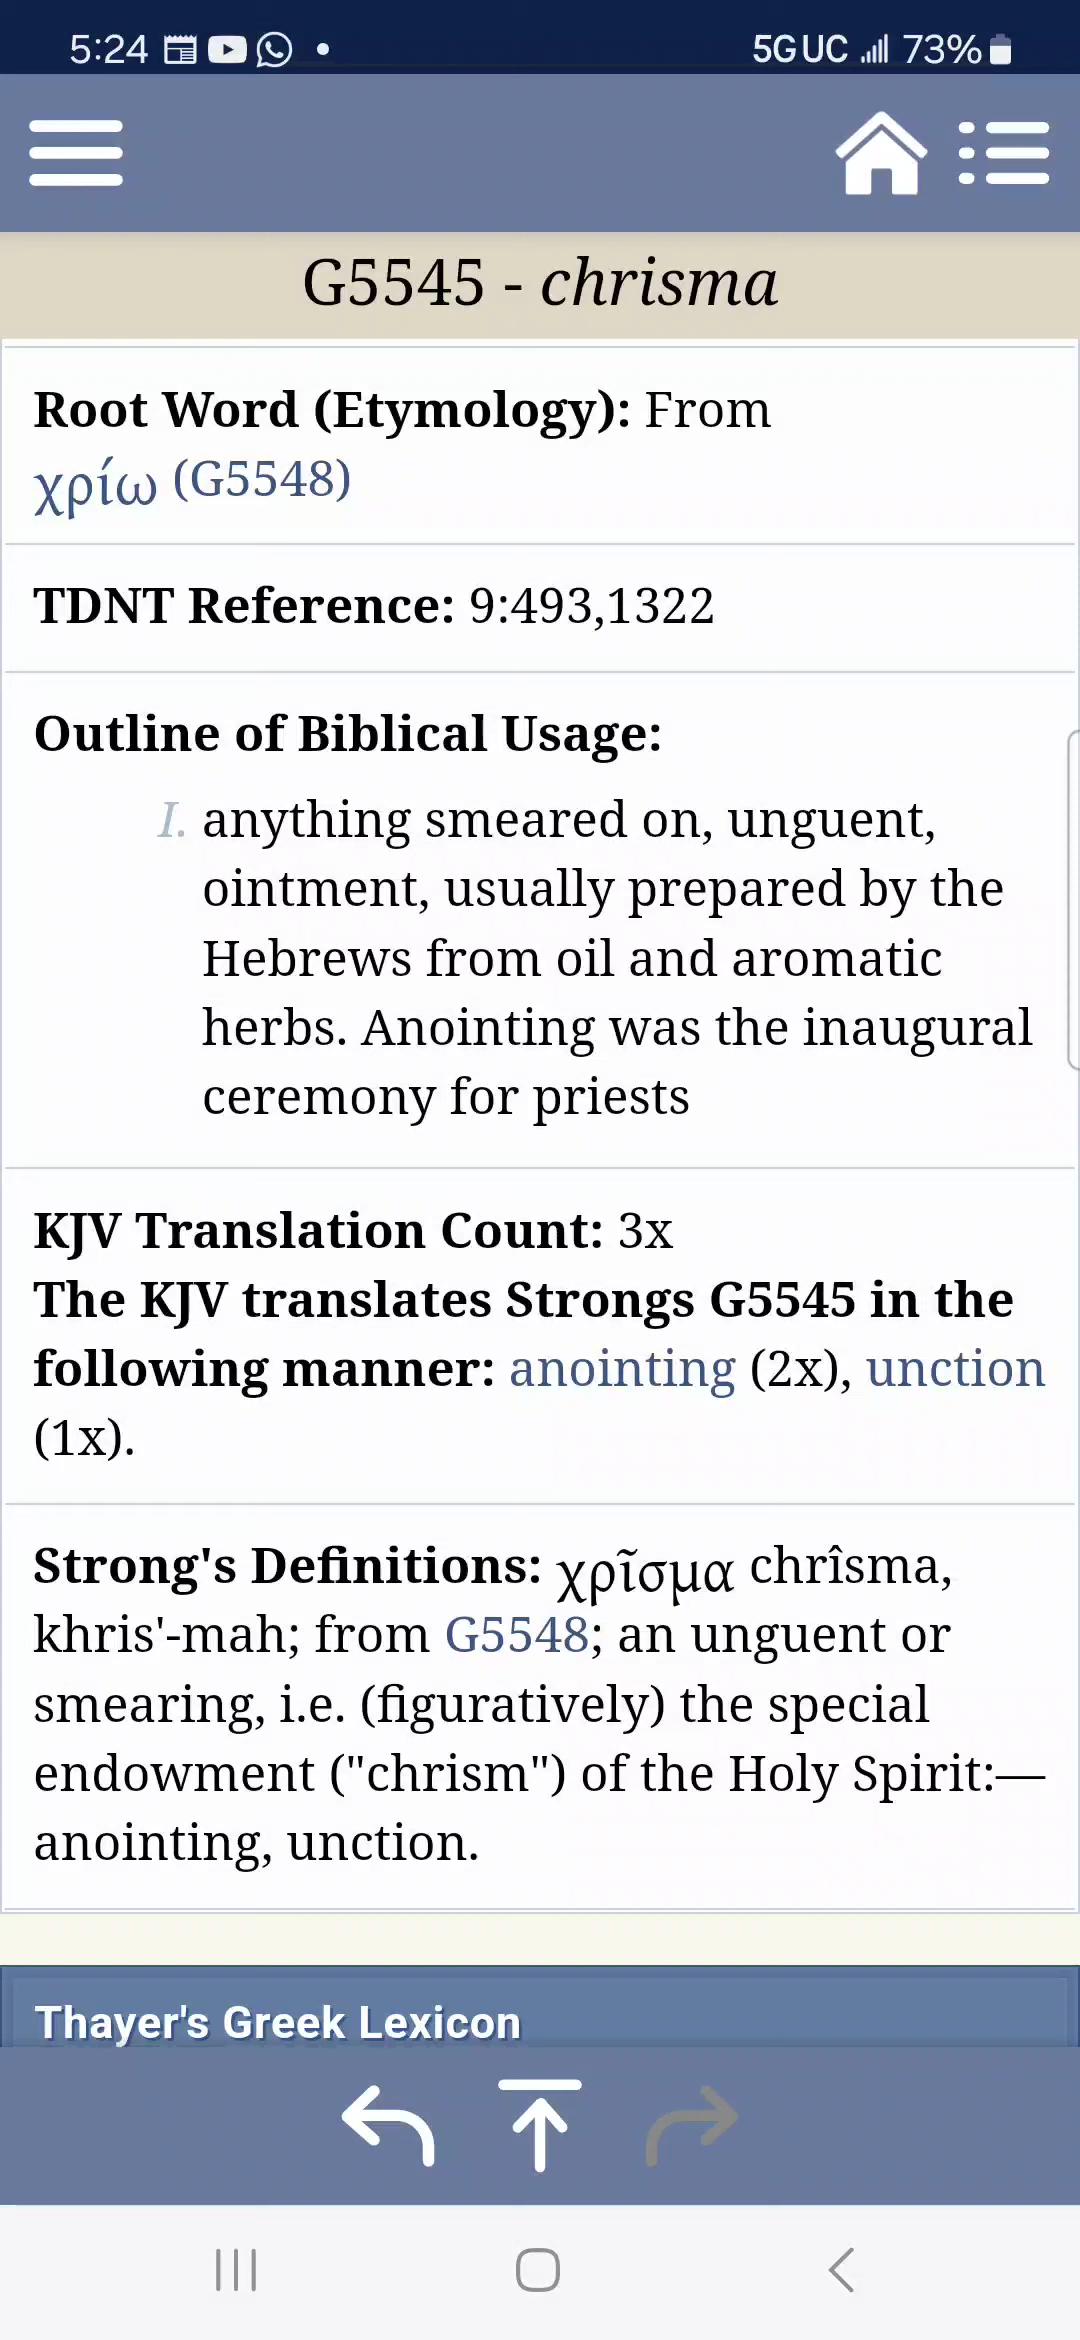 5:24 5G UC 73%
G5545 - chrisma
Root Word (Etymology): From
χρίω (G5548)
TDNT Reference: 9:493,1322
Outline of Biblical Usage:
I. anything smeared on, unguent,
ointment, usually prepared by the
Hebrews from oil and aromatic
herbs. Anointing was the inaugural
ceremony for priests
KJV Translation Count: 3x
The KJV translates Strongs G5545 in the
following manner: anointing (2x), unction
(1x).
Strong's Definitions: χρῖσμα chrîsma,
khris'-mah; from G5548; an unguent or
smearing, i.e. (figuratively) the special
endowment ("chrism") of the Holy Spirit:—
anointing, unction.
Thayer's Greek Lexicon